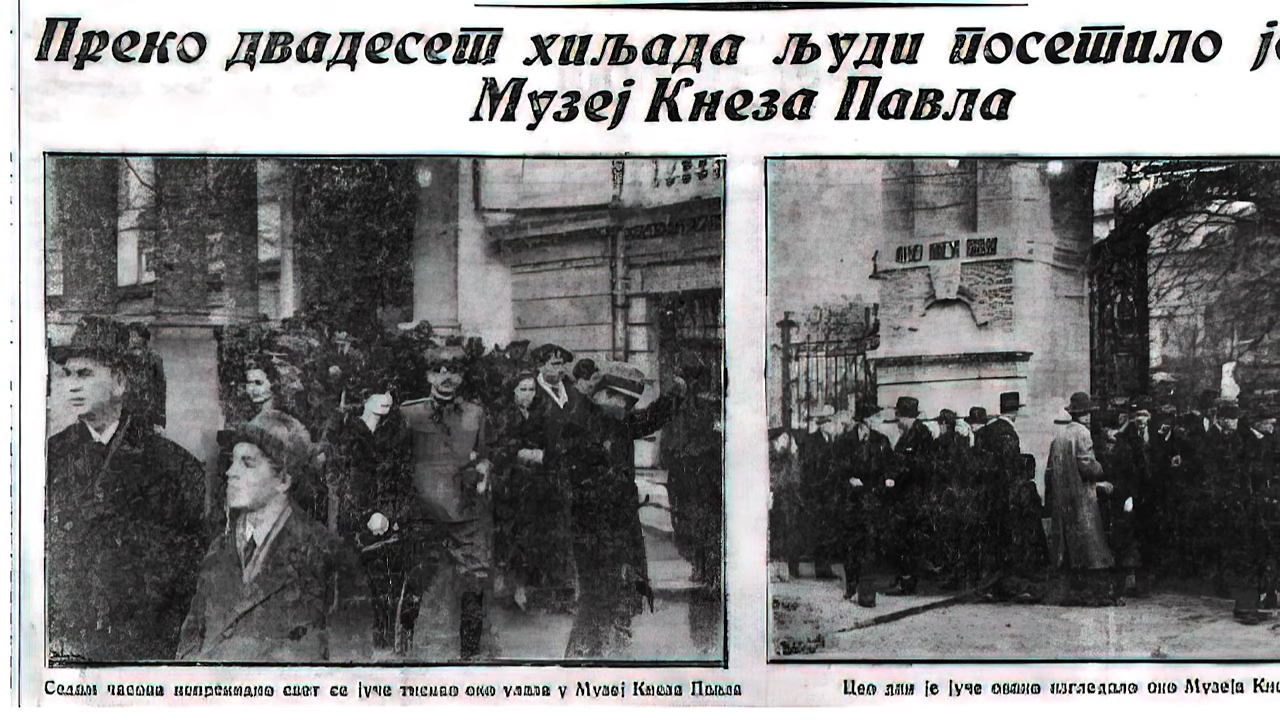 Преко двадесет хиљада људи посетило је
Музеј Кнеза Павла
Седам часова непрекидно свет се јуче тискао око улаза у Музеј Кнеза Павла
Цео дан је јуче овако изгледало око Музеја